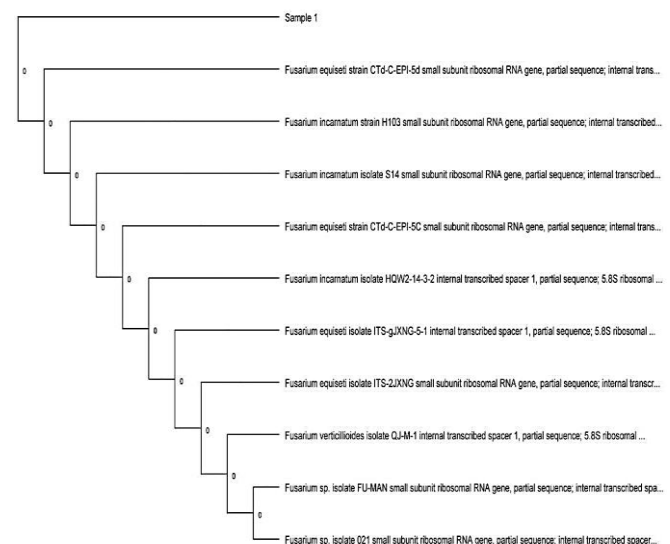 Sample 1
0
Fusarium equiseti strain CTd-C-EPI-5d small subunit ribosomal RNA gene, partial sequence; internal trans...
0
Fusarium incarnatum strain H103 small subunit ribosomal RNA gene, partial sequence; internal transcribed...
0
Fusarium incarnatum isolate S14 small subunit ribosomal RNA gene, partial sequence; internal transcribed...
0
Fusarium equiseti strain CTd-C-EPI-5C small subunit ribosomal RNA gene, partial sequence; internal trans...
0
Fusarium incarnatum isolate HQW2-14-3-2 internal transcribed spacer 1, partial sequence; 5.8S ribosomal ...
0
Fusarium equiseti isolate ITS-gJXNG-5-1 internal transcribed spacer 1, partial sequence; 5.8S ribosomal ...
0
Fusarium equiseti isolate ITS-2JXNG small subunit ribosomal RNA gene, partial sequence; internal transcr...
0
Fusarium verticillioides isolate QJ-M-1 internal transcribed spacer 1, partial sequence; 5.8S ribosomal ...
0
Fusarium sp. isolate FU-MAN small subunit ribosomal RNA gene, partial sequence; internal transcribed spa...
0
Fusarium sp. isolate 021 small subunit ribosomal RNA gene, partial sequence; internal transcribed spacer...